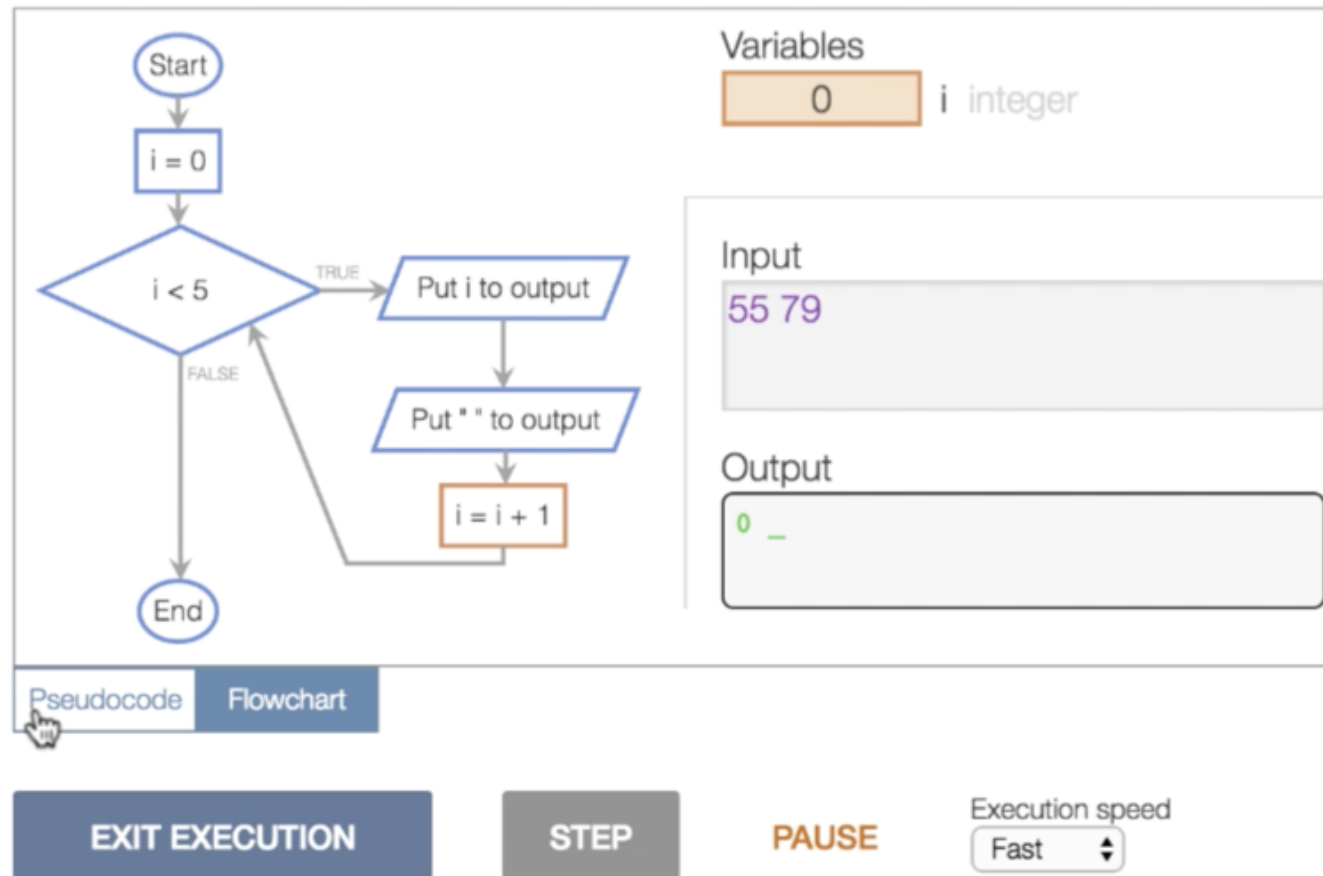 Start
i = 0
i < 5
TRUE
FALSE
Put i to output
Put " " to output
i = i + 1
End
Variables
0 i integer
Input
55 79
Output
0 _
Pseudocode Flowchart
EXIT EXECUTION STEP PAUSE
Execution speed
Fast